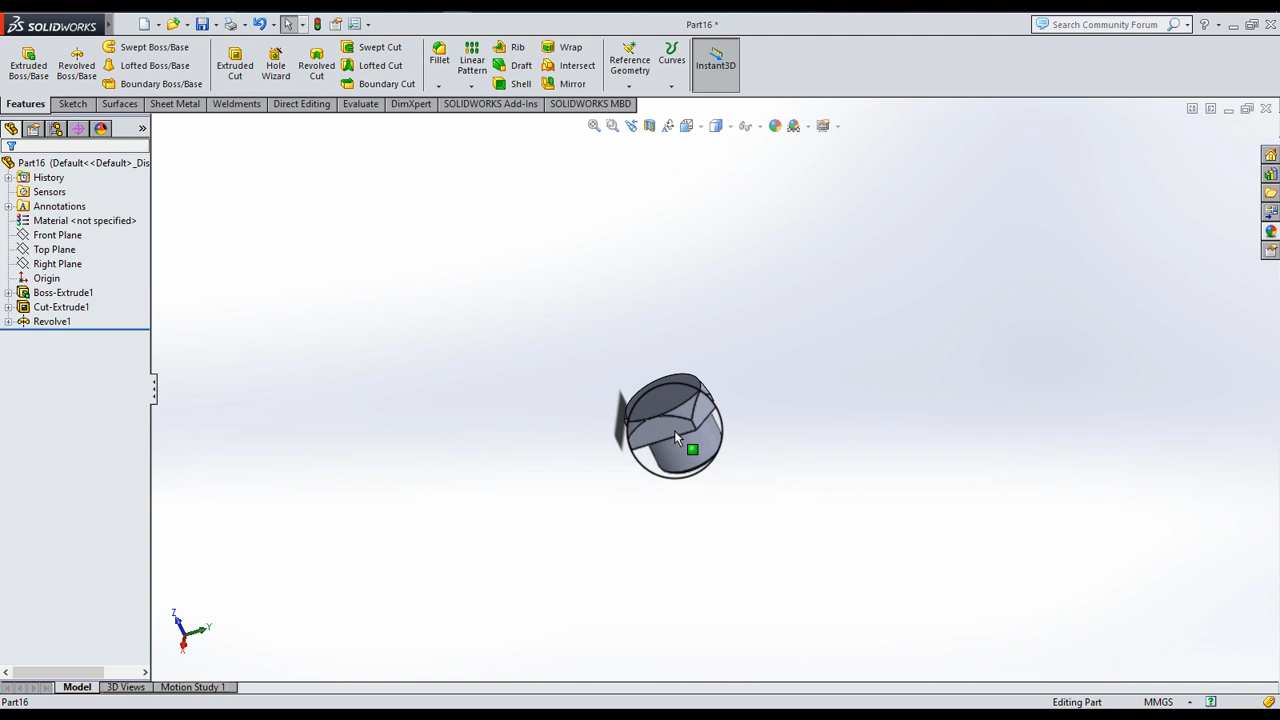 SOLIDWORKS
Part16 *
Search Community Forum
Extruded Boss/Base
Revolved Boss/Base
Swept Boss/Base
Lofted Boss/Base
Boundary Boss/Base
Extruded Cut
Hole Wizard
Revolved Cut
Swept Cut
Lofted Cut
Boundary Cut
Fillet
Linear Pattern
Rib
Draft
Shell
Wrap
Intersect
Mirror
Reference Geometry
Curves
Instant3D
Features Sketch Surfaces Sheet Metal Weldments Direct Editing Evaluate DimXpert SOLIDWORKS Add-Ins SOLIDWORKS MBD
Part16 (Default<<Default>_Dis
History
Sensors
Annotations
Material <not specified>
Front Plane
Top Plane
Right Plane
Origin
Boss-Extrude1
Cut-Extrude1
Revolve1
Z
Y
X
Model 3D Views Motion Study 1
Part16 Editing Part MMGS